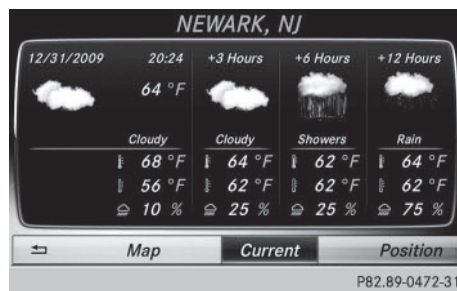 NEWARK, NJ
12/31/2009 20:24 +3 Hours +6 Hours +12 Hours
64 °F
Cloudy Cloudy Showers Rain
68 °F 64 °F 62 °F 64 °F
56 °F 62 °F 62 °F 62 °F
10 % 25 % 25 % 75 %
Map Current Position
P82.89-0472-31